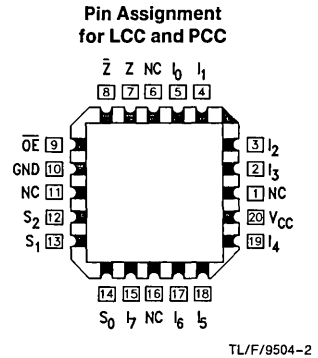 Pin Assignment
for LCC and PCC
Z̄ Z NC I₀ I₁
8 7 6 5 4
O̅E̅ 9
GND 10
NC 11
S₂ 12
S₁ 13
3 I₂
2 I₃
1 NC
20 V_CC
19 I₄
14 15 16 17 18
S₀ I₇ NC I₆ I₅
TL/F/9504–2